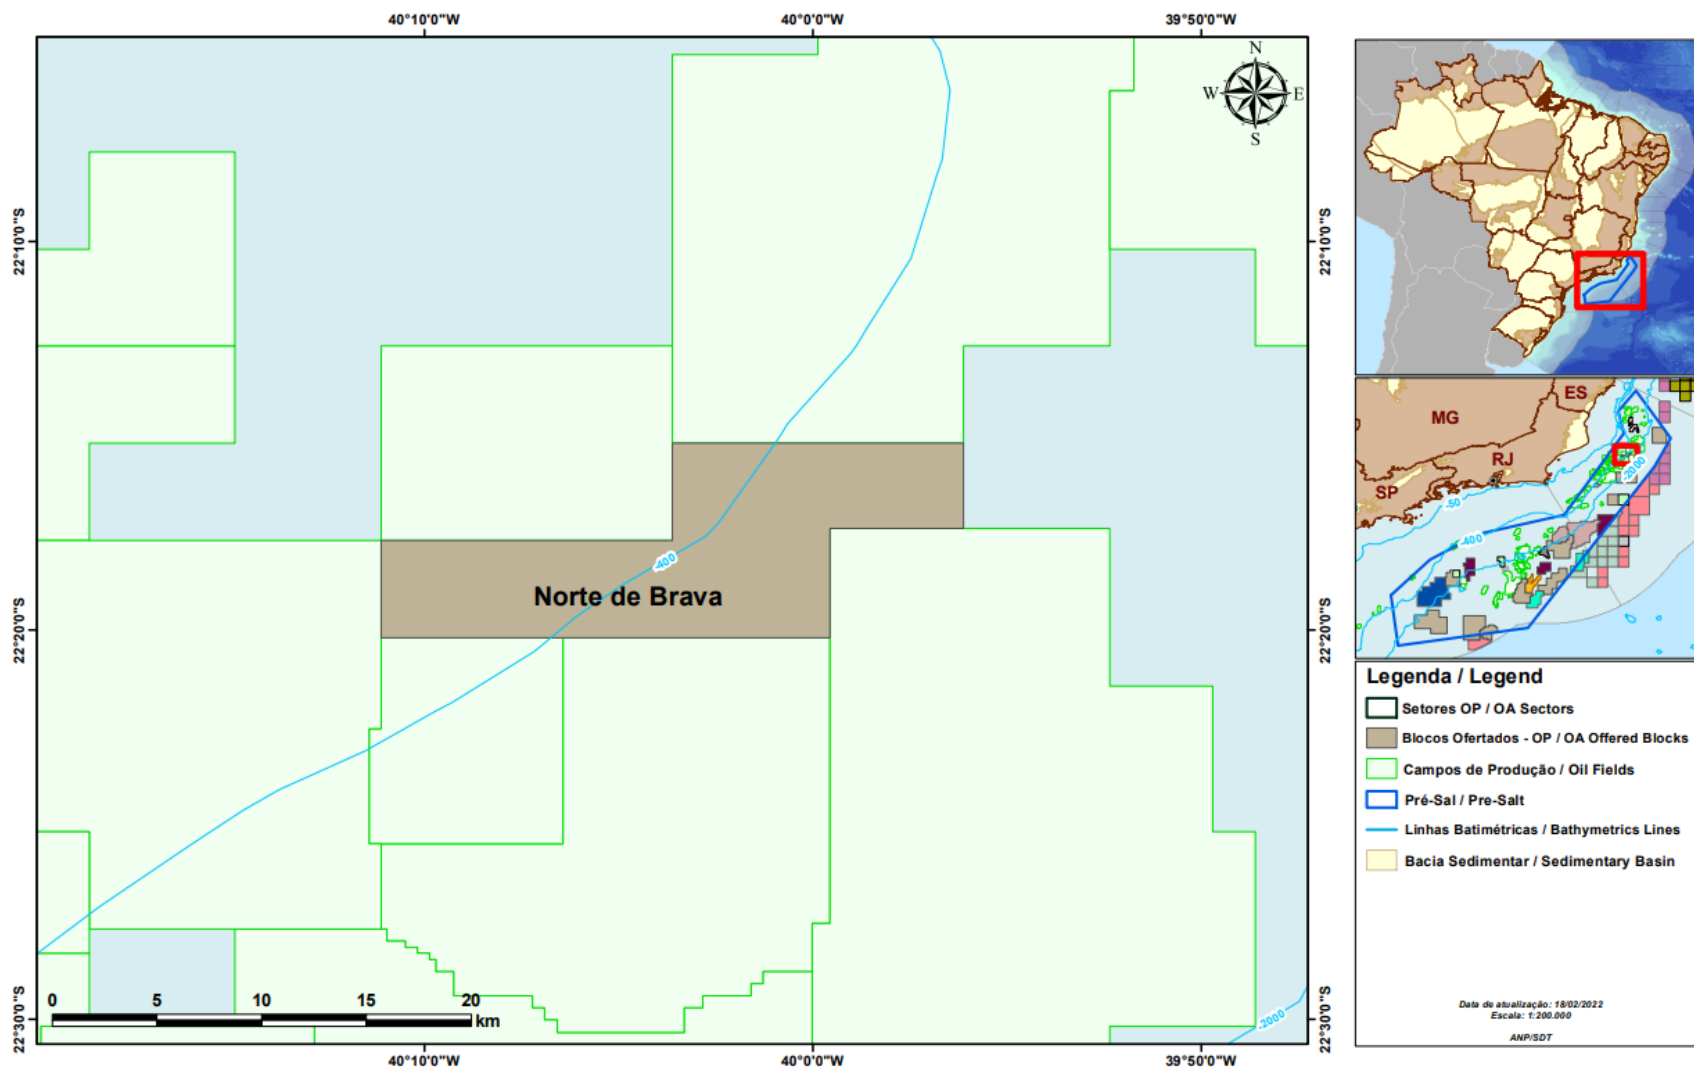 40°10'0"W
40°0'0"W
39°50'0"W
N
W
E
S
22°10'0"S
22°10'0"S
-400
Norte de Brava
22°20'0"S
22°20'0"S
0
5
10
15
20
km
-2000
22°30'0"S
22°30'0"S
40°10'0"W
40°0'0"W
39°50'0"W
ES
MG
RJ
SP
-50
-2000
-400
Legenda / Legend
Setores OP / OA Sectors
Blocos Ofertados - OP / OA Offered Blocks
Campos de Produção / Oil Fields
Pré-Sal / Pre-Salt
Linhas Batimétricas / Bathymetrics Lines
Bacia Sedimentar / Sedimentary Basin
Data de atualização: 18/02/2022
Escala: 1:200.000
ANP/SDT